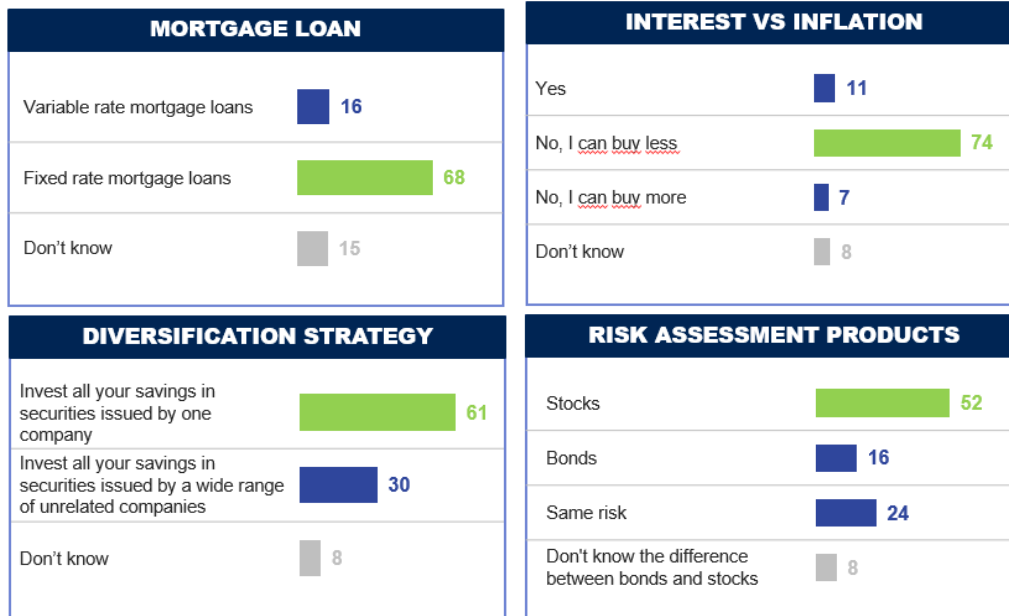 MORTGAGE LOAN
Variable rate mortgage loans 16
Fixed rate mortgage loans 68
Don’t know 15
INTEREST VS INFLATION
Yes 11
No, I can buy less 74
No, I can buy more 7
Don’t know 8
DIVERSIFICATION STRATEGY
Invest all your savings in
securities issued by one 61
company
Invest all your savings in
securities issued by a wide range 30
of unrelated companies
Don’t know 8
RISK ASSESSMENT PRODUCTS
Stocks 52
Bonds 16
Same risk 24
Don't know the difference
between bonds and stocks 8